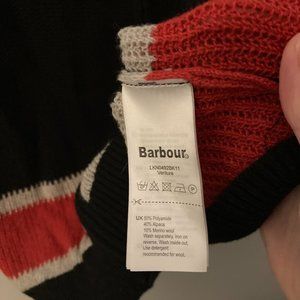 Barbour
LKN0492BK11
Ventura
UK 50% Polyamide
40% Alpaca
10% Merino wool
Wash separately, iron on
reverse. Wash inside out.
Use detergent
recommended for wool.